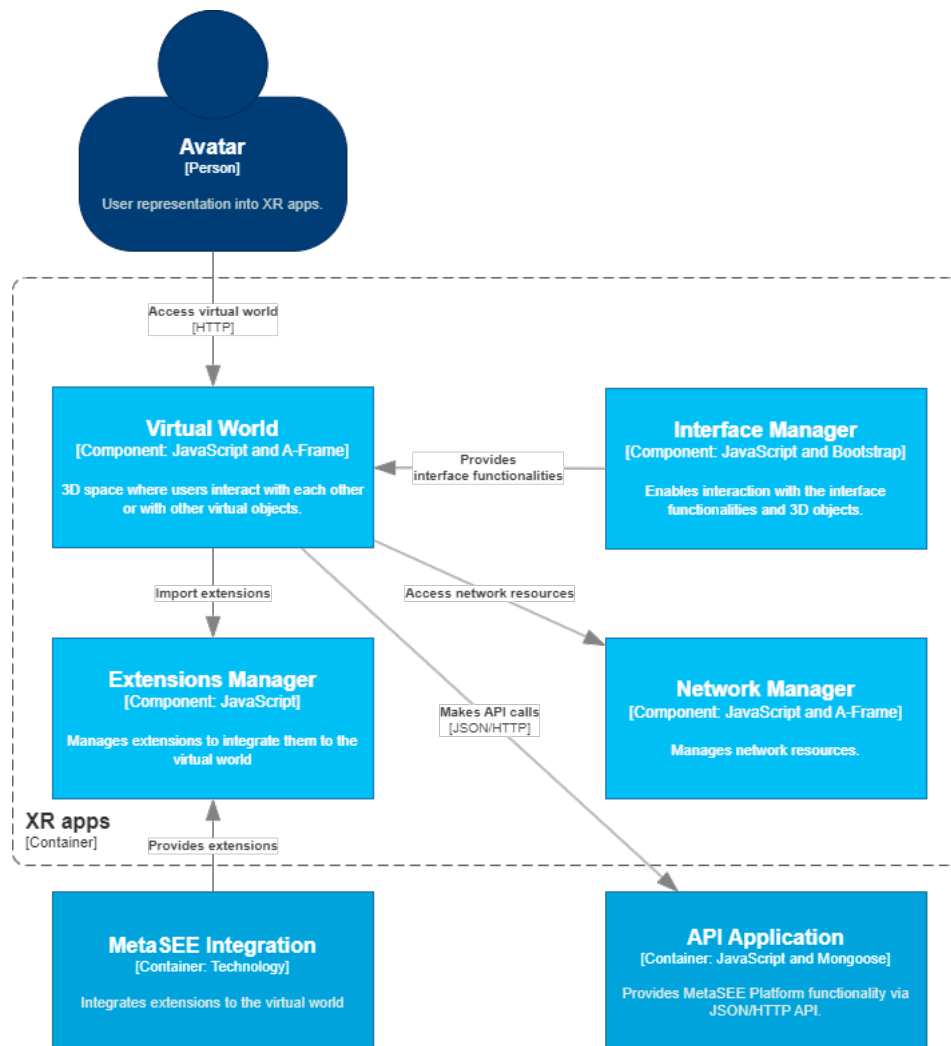 Avatar
[Person]
User representation into XR apps.
Access virtual world
[HTTP]
Virtual World
[Component: JavaScript and A-Frame]
3D space where users interact with each other
or with other virtual objects.
Provides
interface functionalities
Interface Manager
[Component: JavaScript and Bootstrap]
Enables interaction with the interface
functionalities and 3D objects.
Import extensions
Access network resources
Extensions Manager
[Component: JavaScript]
Manages extensions to integrate them to the
virtual world
Makes API calls
[JSON/HTTP]
Network Manager
[Component: JavaScript and A-Frame]
Manages network resources.
XR apps
[Container]
Provides extensions
MetaSEE Integration
[Container: Technology]
Integrates extensions to the virtual world
API Application
[Container: JavaScript and Mongoose]
Provides MetaSEE Platform functionality via
JSON/HTTP API.